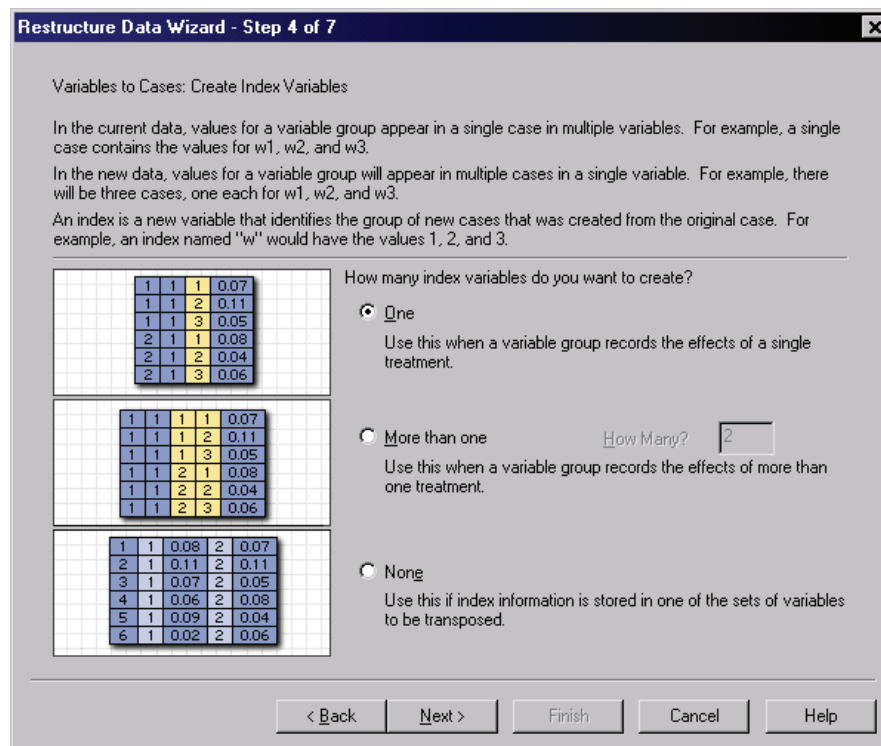 Restructure Data Wizard - Step 4 of 7
Variables to Cases: Create Index Variables
In the current data, values for a variable group appear in a single case in multiple variables. For example, a single
case contains the values for w1, w2, and w3.
In the new data, values for a variable group will appear in multiple cases in a single variable. For example, there
will be three cases, one each for w1, w2, and w3.
An index is a new variable that identifies the group of new cases that was created from the original case. For
example, an index named "w" would have the values 1, 2, and 3.
1 1 1 0.07
1 1 2 0.11
1 1 3 0.05
2 1 1 0.08
2 1 2 0.04
2 1 3 0.06
How many index variables do you want to create?
One
Use this when a variable group records the effects of a single
treatment.
1 1 1 1 0.07
1 1 1 2 0.11
1 1 1 3 0.05
1 1 2 1 0.08
1 1 2 2 0.04
1 1 2 3 0.06
More than one How Many? 2
Use this when a variable group records the effects of more than
one treatment.
1 1 0.08 2 0.07
2 1 0.11 2 0.11
3 1 0.07 2 0.05
4 1 0.06 2 0.08
5 1 0.09 2 0.04
6 1 0.02 2 0.06
None
Use this if index information is stored in one of the sets of variables
to be transposed.
< Back Next > Finish Cancel Help